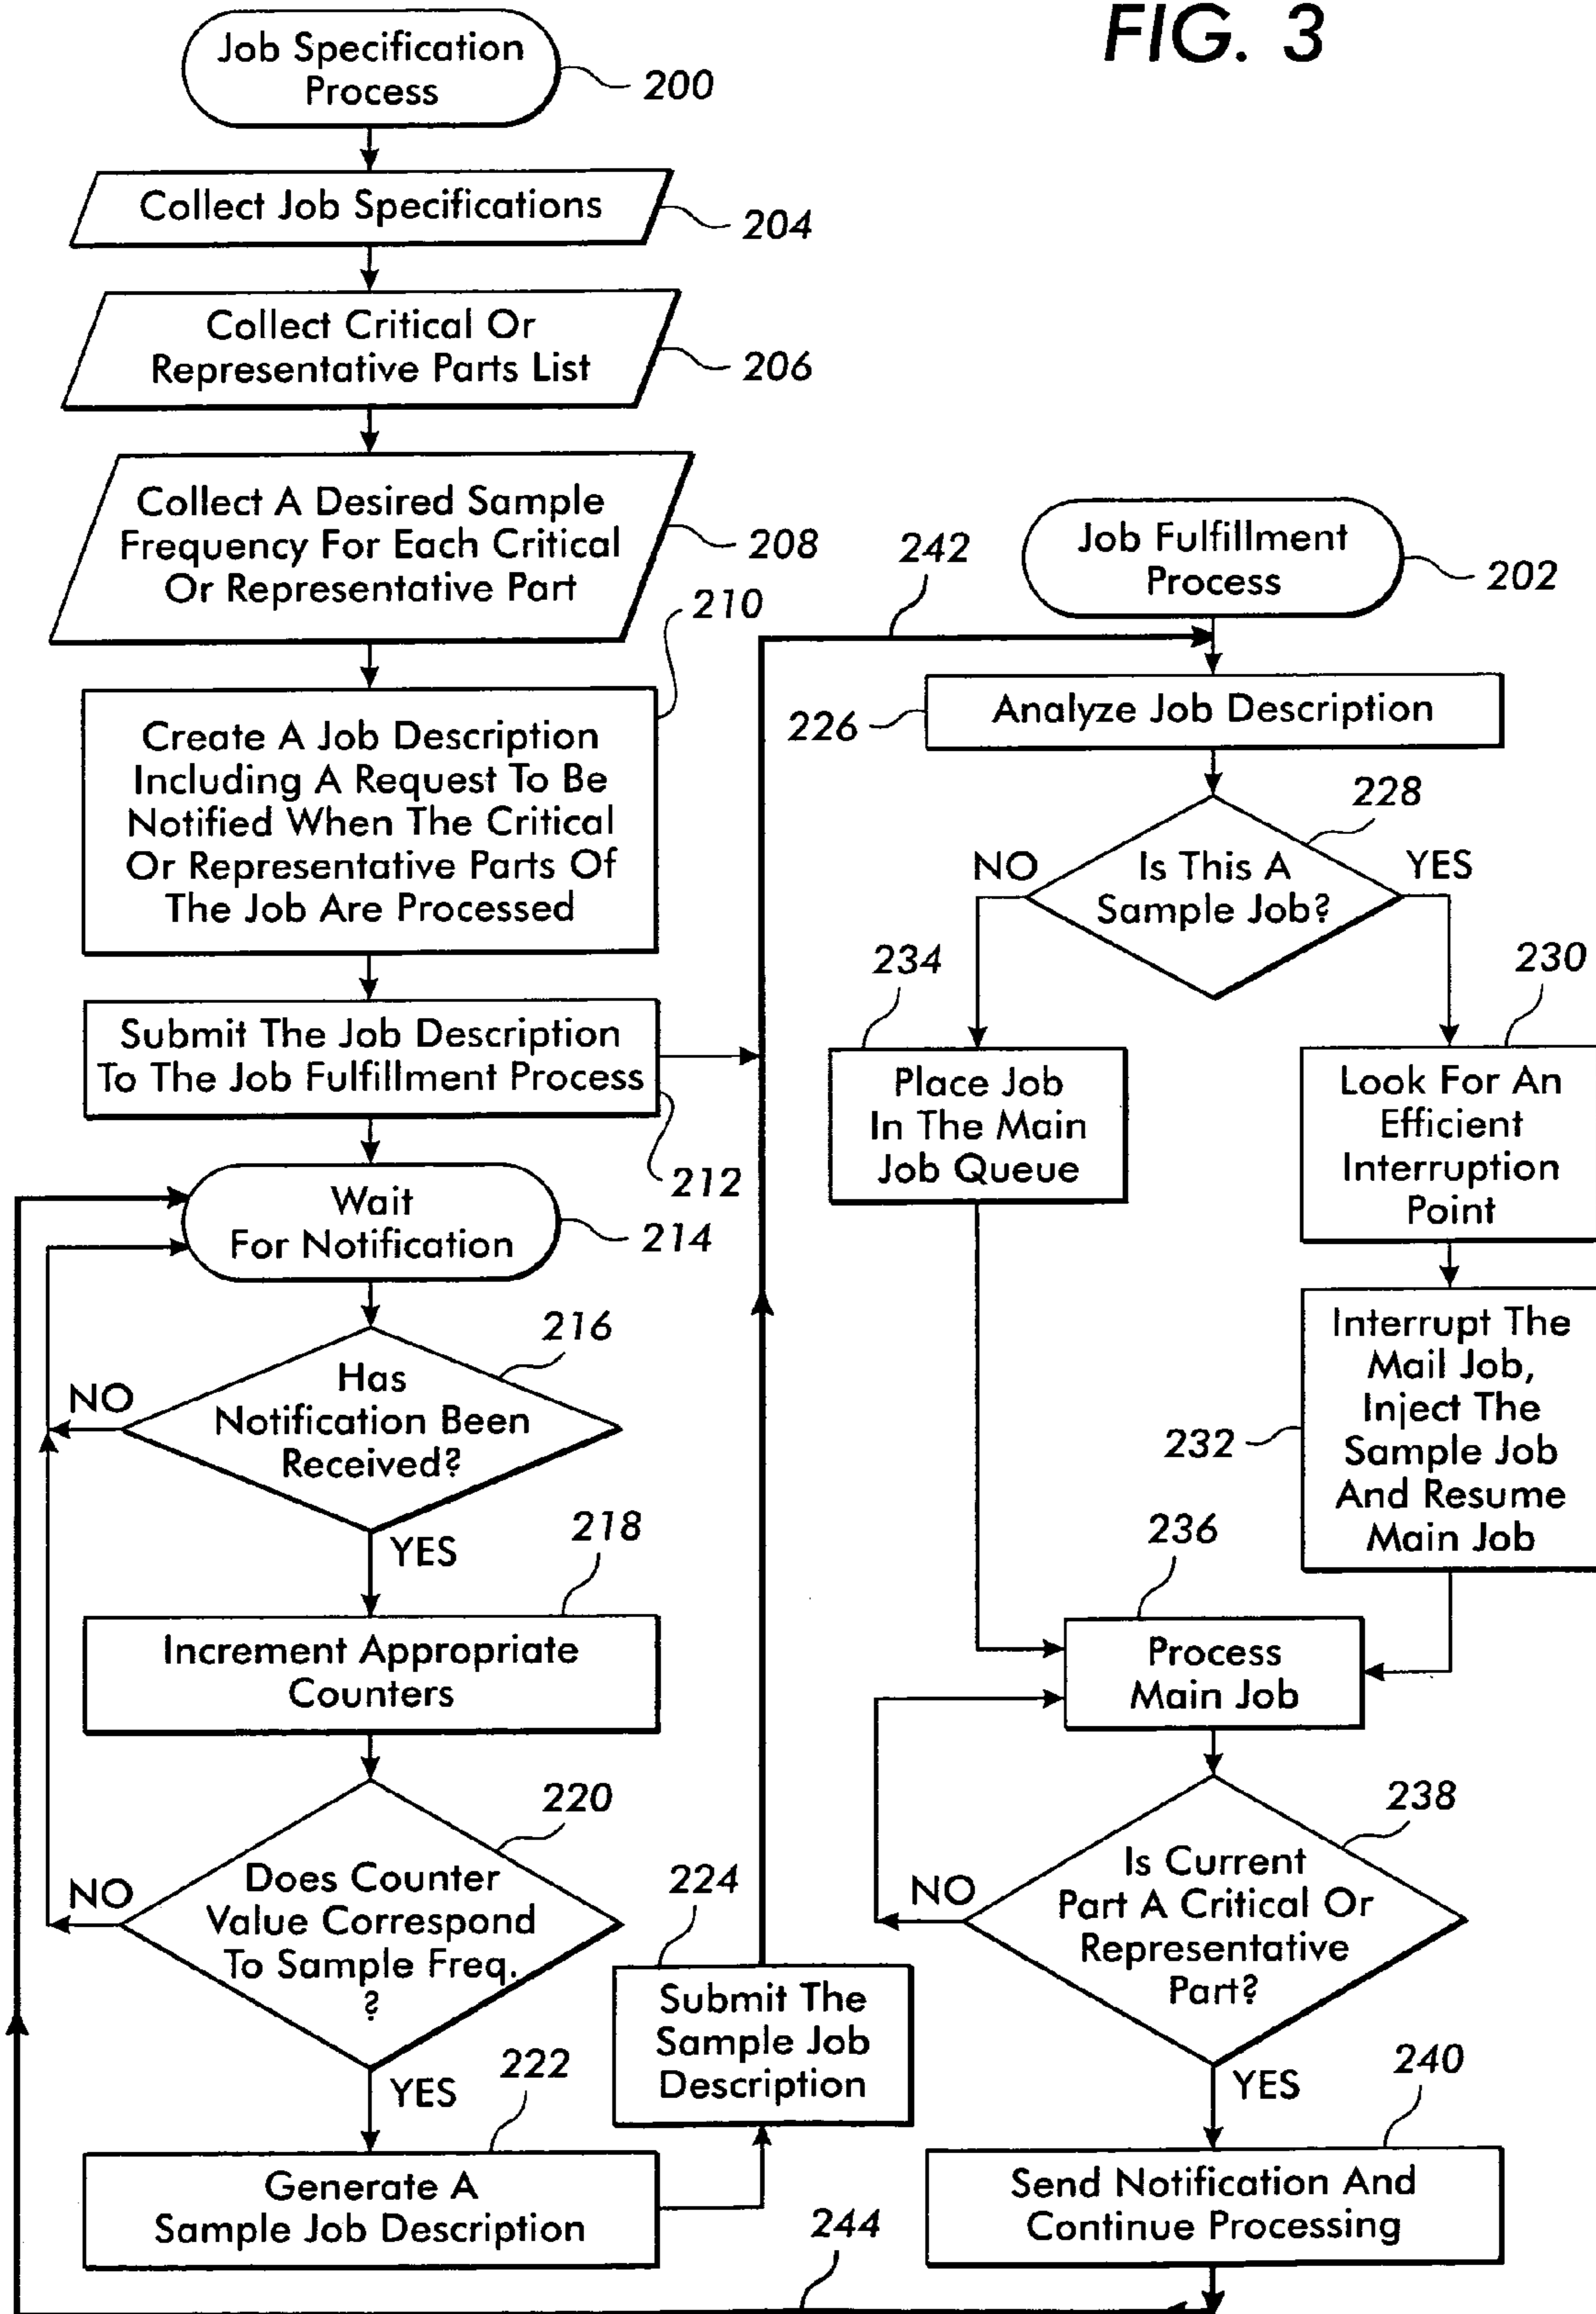 FIG. 3
Job Specification
Process
200
Collect Job Specifications
204
Collect Critical Or
Representative Parts List
206
Collect A Desired Sample
Frequency For Each Critical
Or Representative Part
208
210
Create A Job Description
Including A Request To Be
Notified When The Critical
Or Representative Parts Of
The Job Are Processed
Submit The Job Description
To The Job Fulfillment Process
212
Wait
For Notification
214
216
Has
Notification Been
Received?
NO
YES
218
Increment Appropriate
Counters
220
Does Counter
Value Correspond
To Sample Freq.
?
NO
YES
222
Generate A
Sample Job Description
224
Submit The
Sample Job
Description
242
Job Fulfillment
Process
202
226
Analyze Job Description
228
Is This A
Sample Job?
NO
YES
234
Place Job
In The Main
Job Queue
230
Look For An
Efficient
Interruption
Point
232
Interrupt The
Mail Job,
Inject The
Sample Job
And Resume
Main Job
236
Process
Main Job
238
Is Current
Part A Critical Or
Representative
Part?
NO
YES
240
Send Notification And
Continue Processing
244